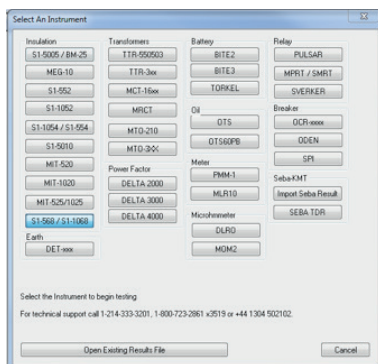 Select An Instrument
Insulation
S1-5005 / BM-25
MEG-10
S1-552
S1-1052
S1-1054 / S1-554
S1-5010
MIT-520
MIT-1020
MIT-525/1025
S1-568 / S1-1068
Earth
DET-xxx
Transformers
TTR-550503
TTR-3xx
MCT-16xx
MRCT
MTO-210
MTO-3XX
Power Factor
DELTA 2000
DELTA 3000
DELTA 4000
Battery
BITE2
BITE3
TORKEL
Oil
OTS
OTS60PB
Meter
PMM-1
MLR10
Microhmmeter
DLRO
MOM2
Relay
PULSAR
MPRT / SMRT
SVERKER
Breaker
OCR-xxxx
ODEN
SPI
Seba-KMT
Import Seba Result
SEBA TDR
Select the Instrument to begin testing
For technical support call 1-214-333-3201, 1-800-723-2861 x3519 or +44 1304 502102.
Open Existing Results File
Cancel